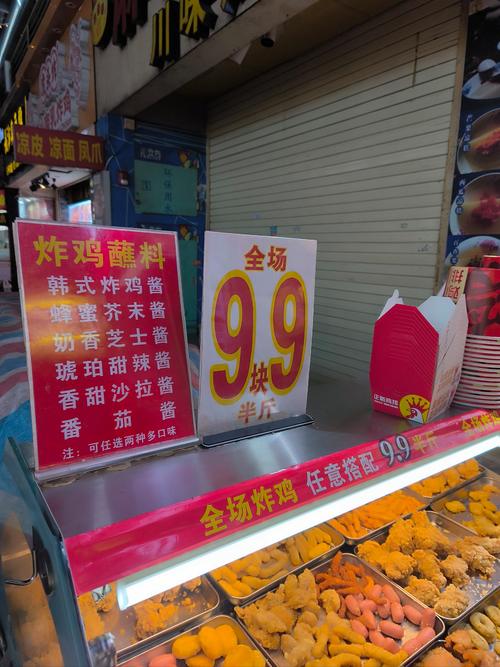 川味
凉皮 凉面 凤爪
炸鸡蘸料
韩式炸鸡酱
蜂蜜芥末酱
奶香芝士酱
琥珀甜辣酱
香甜沙拉酱
番茄酱
注：可任选两种多口味
全场
9块9
半斤
全场炸鸡 任意搭配 9.9 半斤